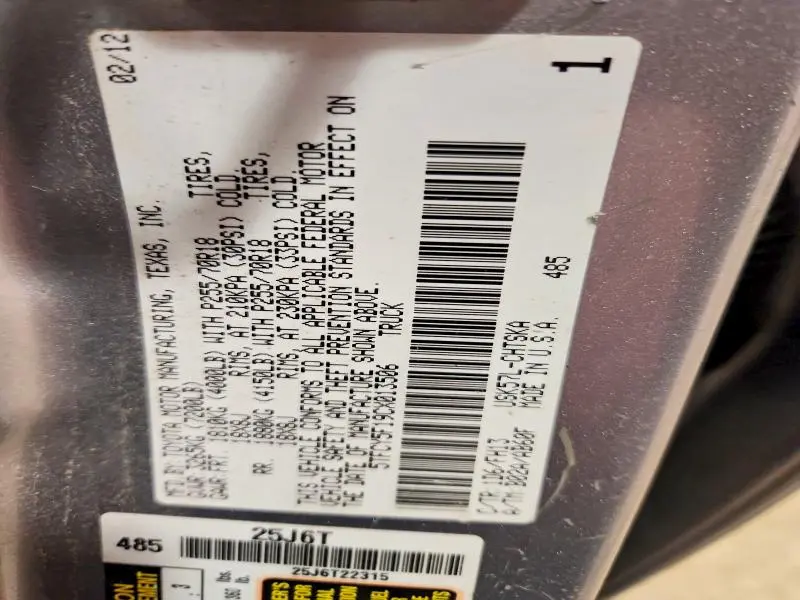 02/12
1
MFD BY:TOYOTA MOTOR MANUFACTURING, TEXAS, INC.
GVWR 3265KG (7200LB)
GAWR FRT. 1810KG (4000LB) WITH P255/70R18 TIRES,
18X8J RIMS, AT 210KPA (30PSI) COLD
RR. 1880KG (4150LB) WITH P255/70R18 TIRES,
18X8J RIMS, AT 230KPA (33PSI) COLD
THIS VEHICLE CONFORMS TO ALL APPLICABLE FEDERAL MOTOR
VEHICLE SAFETY AND THEFT PREVENTION STANDARDS IN EFFECT ON
THE DATE OF MANUFACTURE SHOWN ABOVE.
5TFCY5F19CX013506 TRUCK
C/TR:1D6/FA13 USK57L-CHTSKA 485
A/TM:B02A/AB60F MADE IN U.S.A.
25J6T
485
25J6T22315